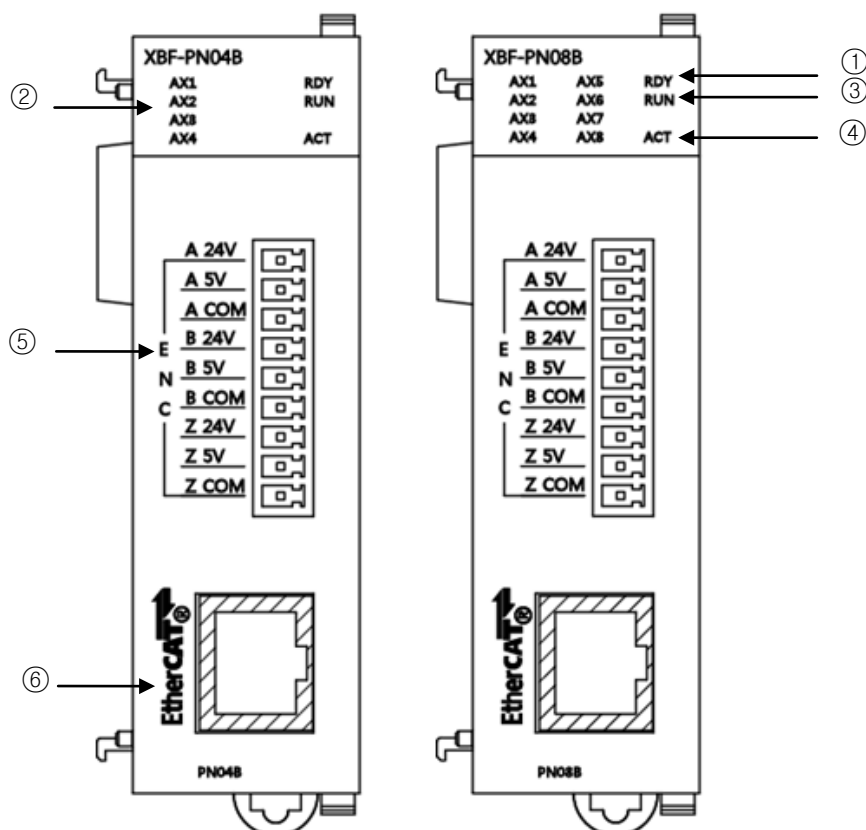 XBF-PN04B
AX1 RDY
AX2 RUN
AX3
AX4 ACT
②
A 24V
A 5V
A COM
B 24V
B 5V
B COM
Z 24V
Z 5V
Z COM
E
N
C
⑤
EtherCAT®
⑥
PN04B
XBF-PN08B
AX1 AX5 RDY
AX2 AX6 RUN
AX3 AX7
AX4 AX8 ACT
①
③
④
A 24V
A 5V
A COM
B 24V
B 5V
B COM
Z 24V
Z 5V
Z COM
E
N
C
EtherCAT®
PN08B